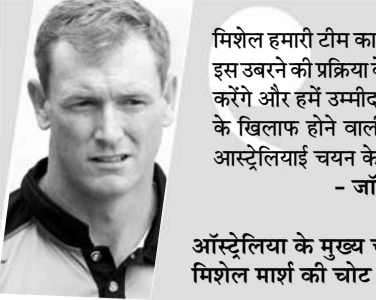 मिशेल हमारी टीम का
इस उबरने की प्रक्रिया
करेंगे और हमें उम्मीद
के खिलाफ होने वाली
आस्ट्रेलियाई चयन के
– जॉ
ऑस्ट्रेलिया के मुख्य
मिशेल मार्श की चोट